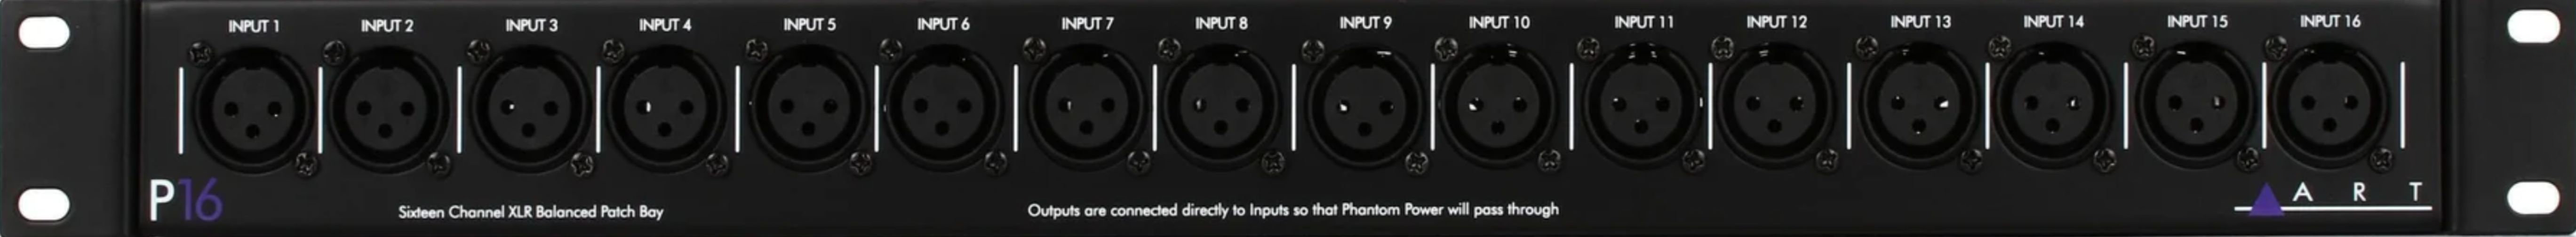 INPUT 1 INPUT 2 INPUT 3 INPUT 4 INPUT 5 INPUT 6 INPUT 7 INPUT 8 INPUT 9 INPUT 10 INPUT 11 INPUT 12 INPUT 13 INPUT 14 INPUT 15 INPUT 16
P16
Sixteen Channel XLR Balanced Patch Bay
Outputs are connected directly to Inputs so that Phantom Power will pass through
A R T